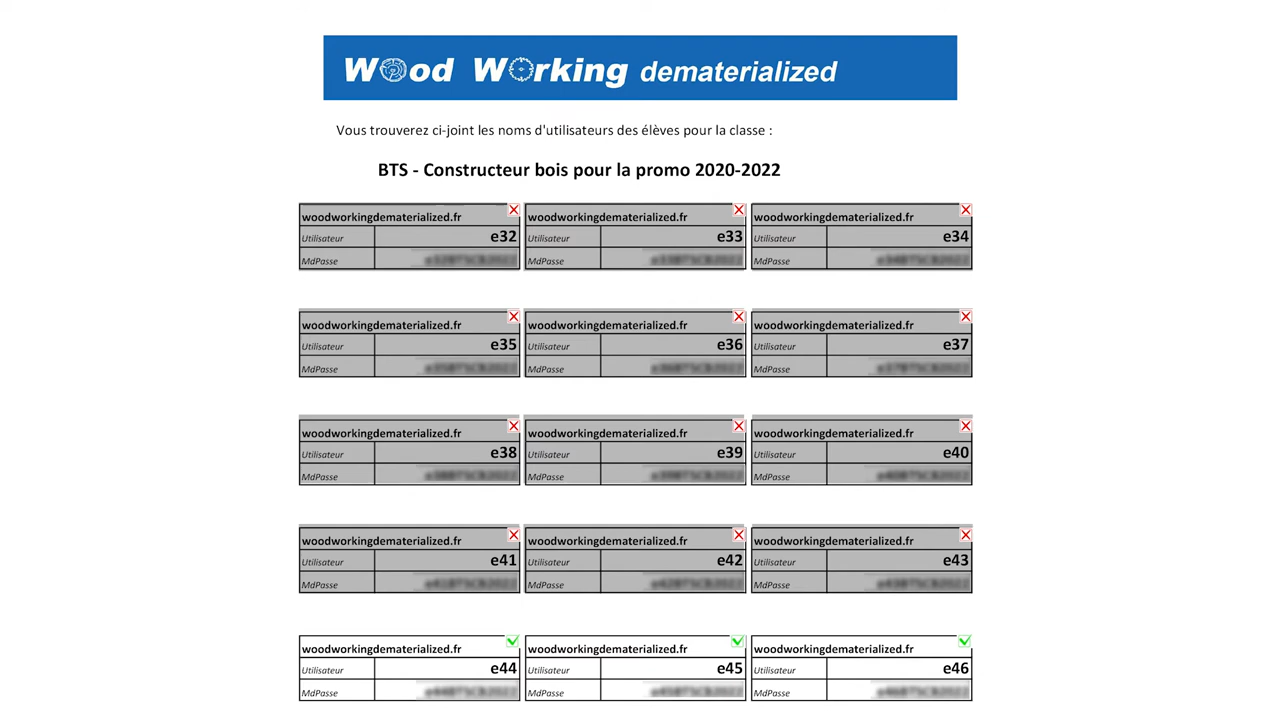 Wood Working dematerialized
Vous trouverez ci-joint les noms d'utilisateurs des élèves pour la classe :
BTS - Constructeur bois pour la promo 2020-2022
woodworkingdematerialized.fr woodworkingdematerialized.fr woodworkingdematerialized.fr
Utilisateur e32 Utilisateur e33 Utilisateur e34
MdPasse MdPasse MdPasse
woodworkingdematerialized.fr woodworkingdematerialized.fr woodworkingdematerialized.fr
Utilisateur e35 Utilisateur e36 Utilisateur e37
MdPasse MdPasse MdPasse
woodworkingdematerialized.fr woodworkingdematerialized.fr woodworkingdematerialized.fr
Utilisateur e38 Utilisateur e39 Utilisateur e40
MdPasse MdPasse MdPasse
woodworkingdematerialized.fr woodworkingdematerialized.fr woodworkingdematerialized.fr
Utilisateur e41 Utilisateur e42 Utilisateur e43
MdPasse MdPasse MdPasse
woodworkingdematerialized.fr woodworkingdematerialized.fr woodworkingdematerialized.fr
Utilisateur e44 Utilisateur e45 Utilisateur e46
MdPasse MdPasse MdPasse